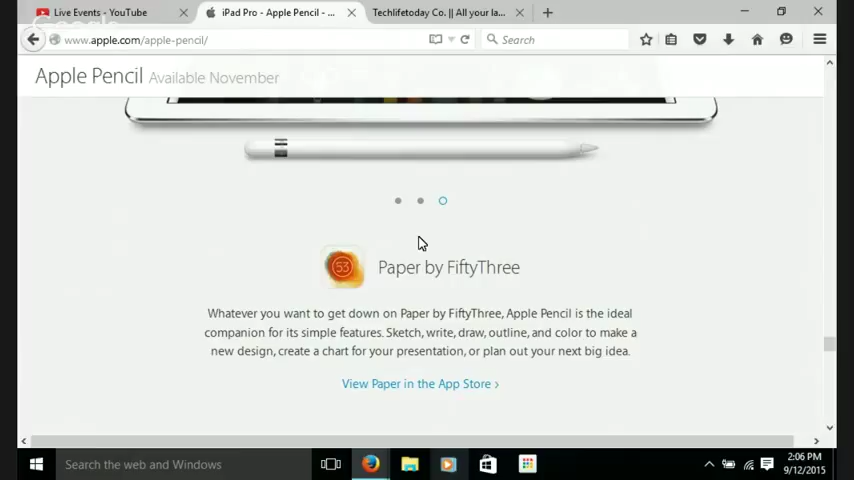 Live Events - YouTube
iPad Pro - Apple Pencil - ...
Techlifetoday Co. || All your la...
Google
www.apple.com/apple-pencil/
Search
Apple Pencil Available November
53
Paper by FiftyThree
Whatever you want to get down on Paper by FiftyThree, Apple Pencil is the ideal
companion for its simple features. Sketch, write, draw, outline, and color to make a
new design, create a chart for your presentation, or plan out your next big idea.
View Paper in the App Store ›
Search the web and Windows
2:06 PM
9/12/2015